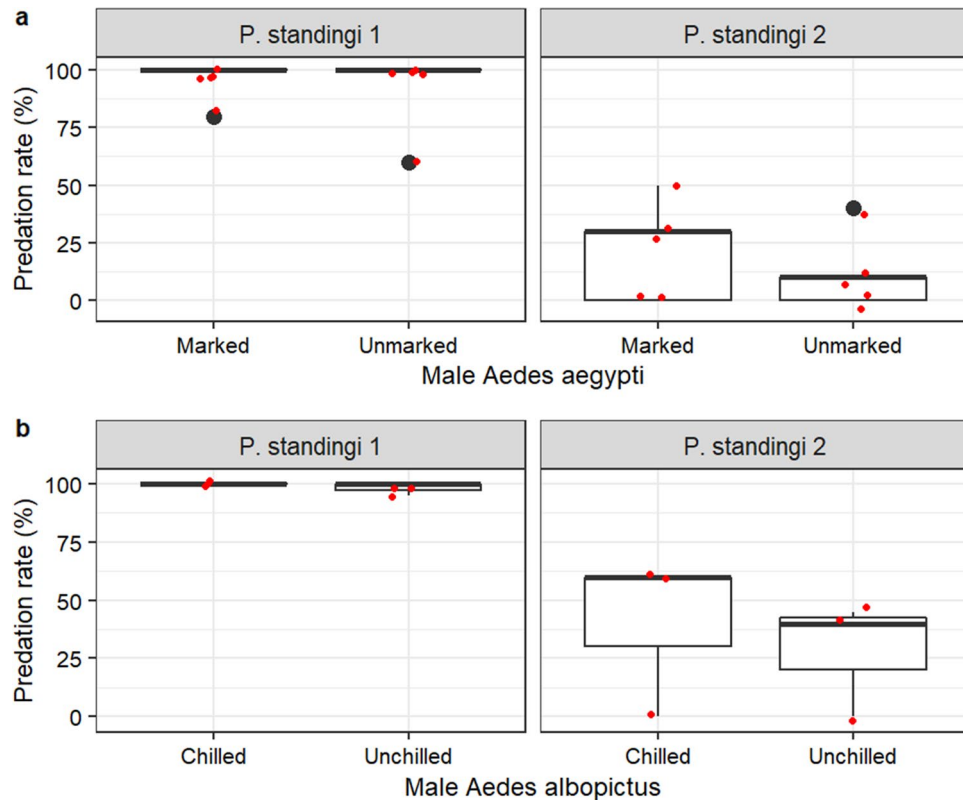 a
P. standingi 1 P. standingi 2
Predation rate (%)
100
75
50
25
0
Marked Unmarked Marked Unmarked
Male Aedes aegypti
b
P. standingi 1 P. standingi 2
Predation rate (%)
100
75
50
25
0
Chilled Unchilled Chilled Unchilled
Male Aedes albopictus